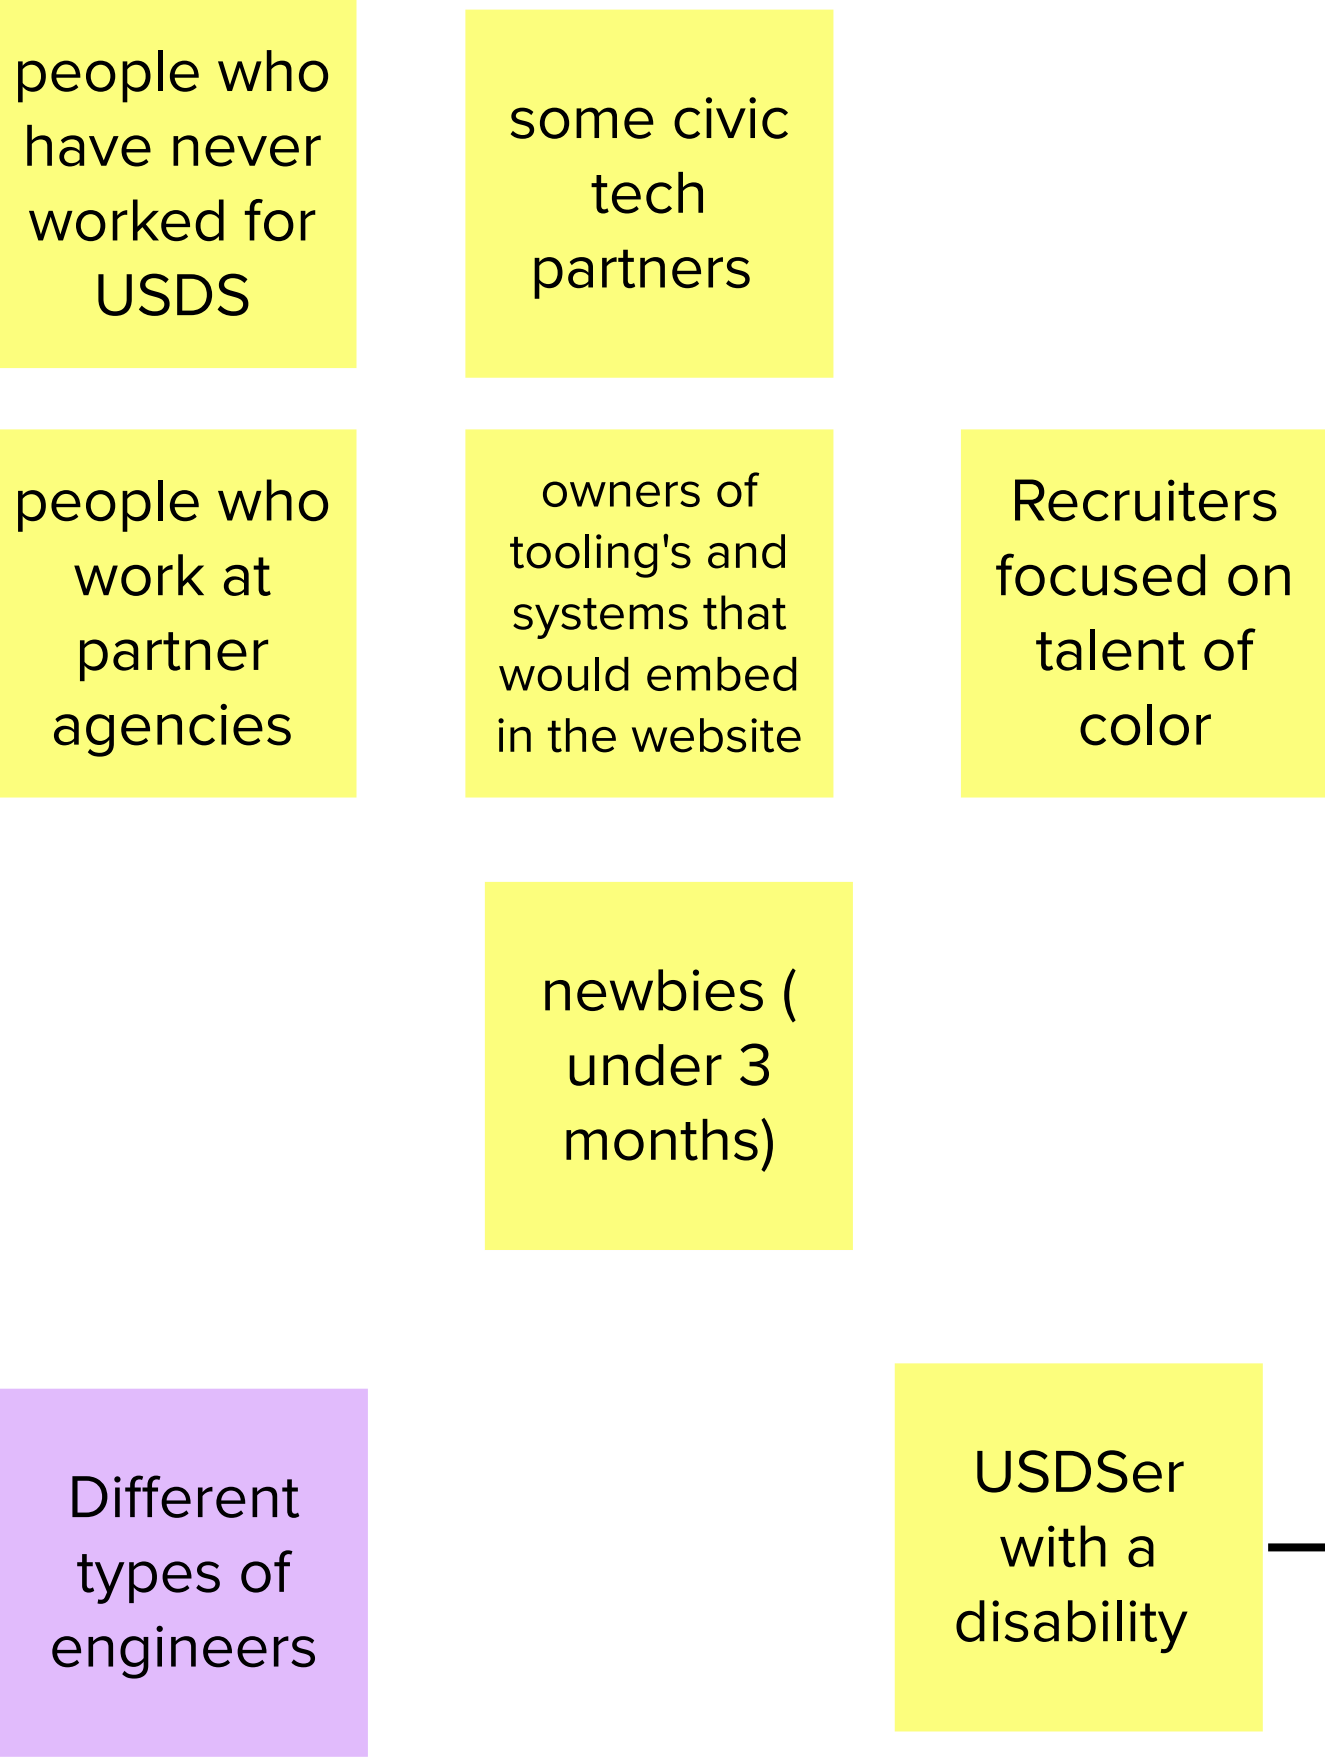 people who
have never
worked for
USDS
some civic
tech
partners
people who
work at
partner
agencies
owners of
tooling's and
systems that
would embed
in the website
Recruiters
focused on
talent of
color
newbies (
under 3
months)
Different
types of
engineers
USDSer
with a
disability